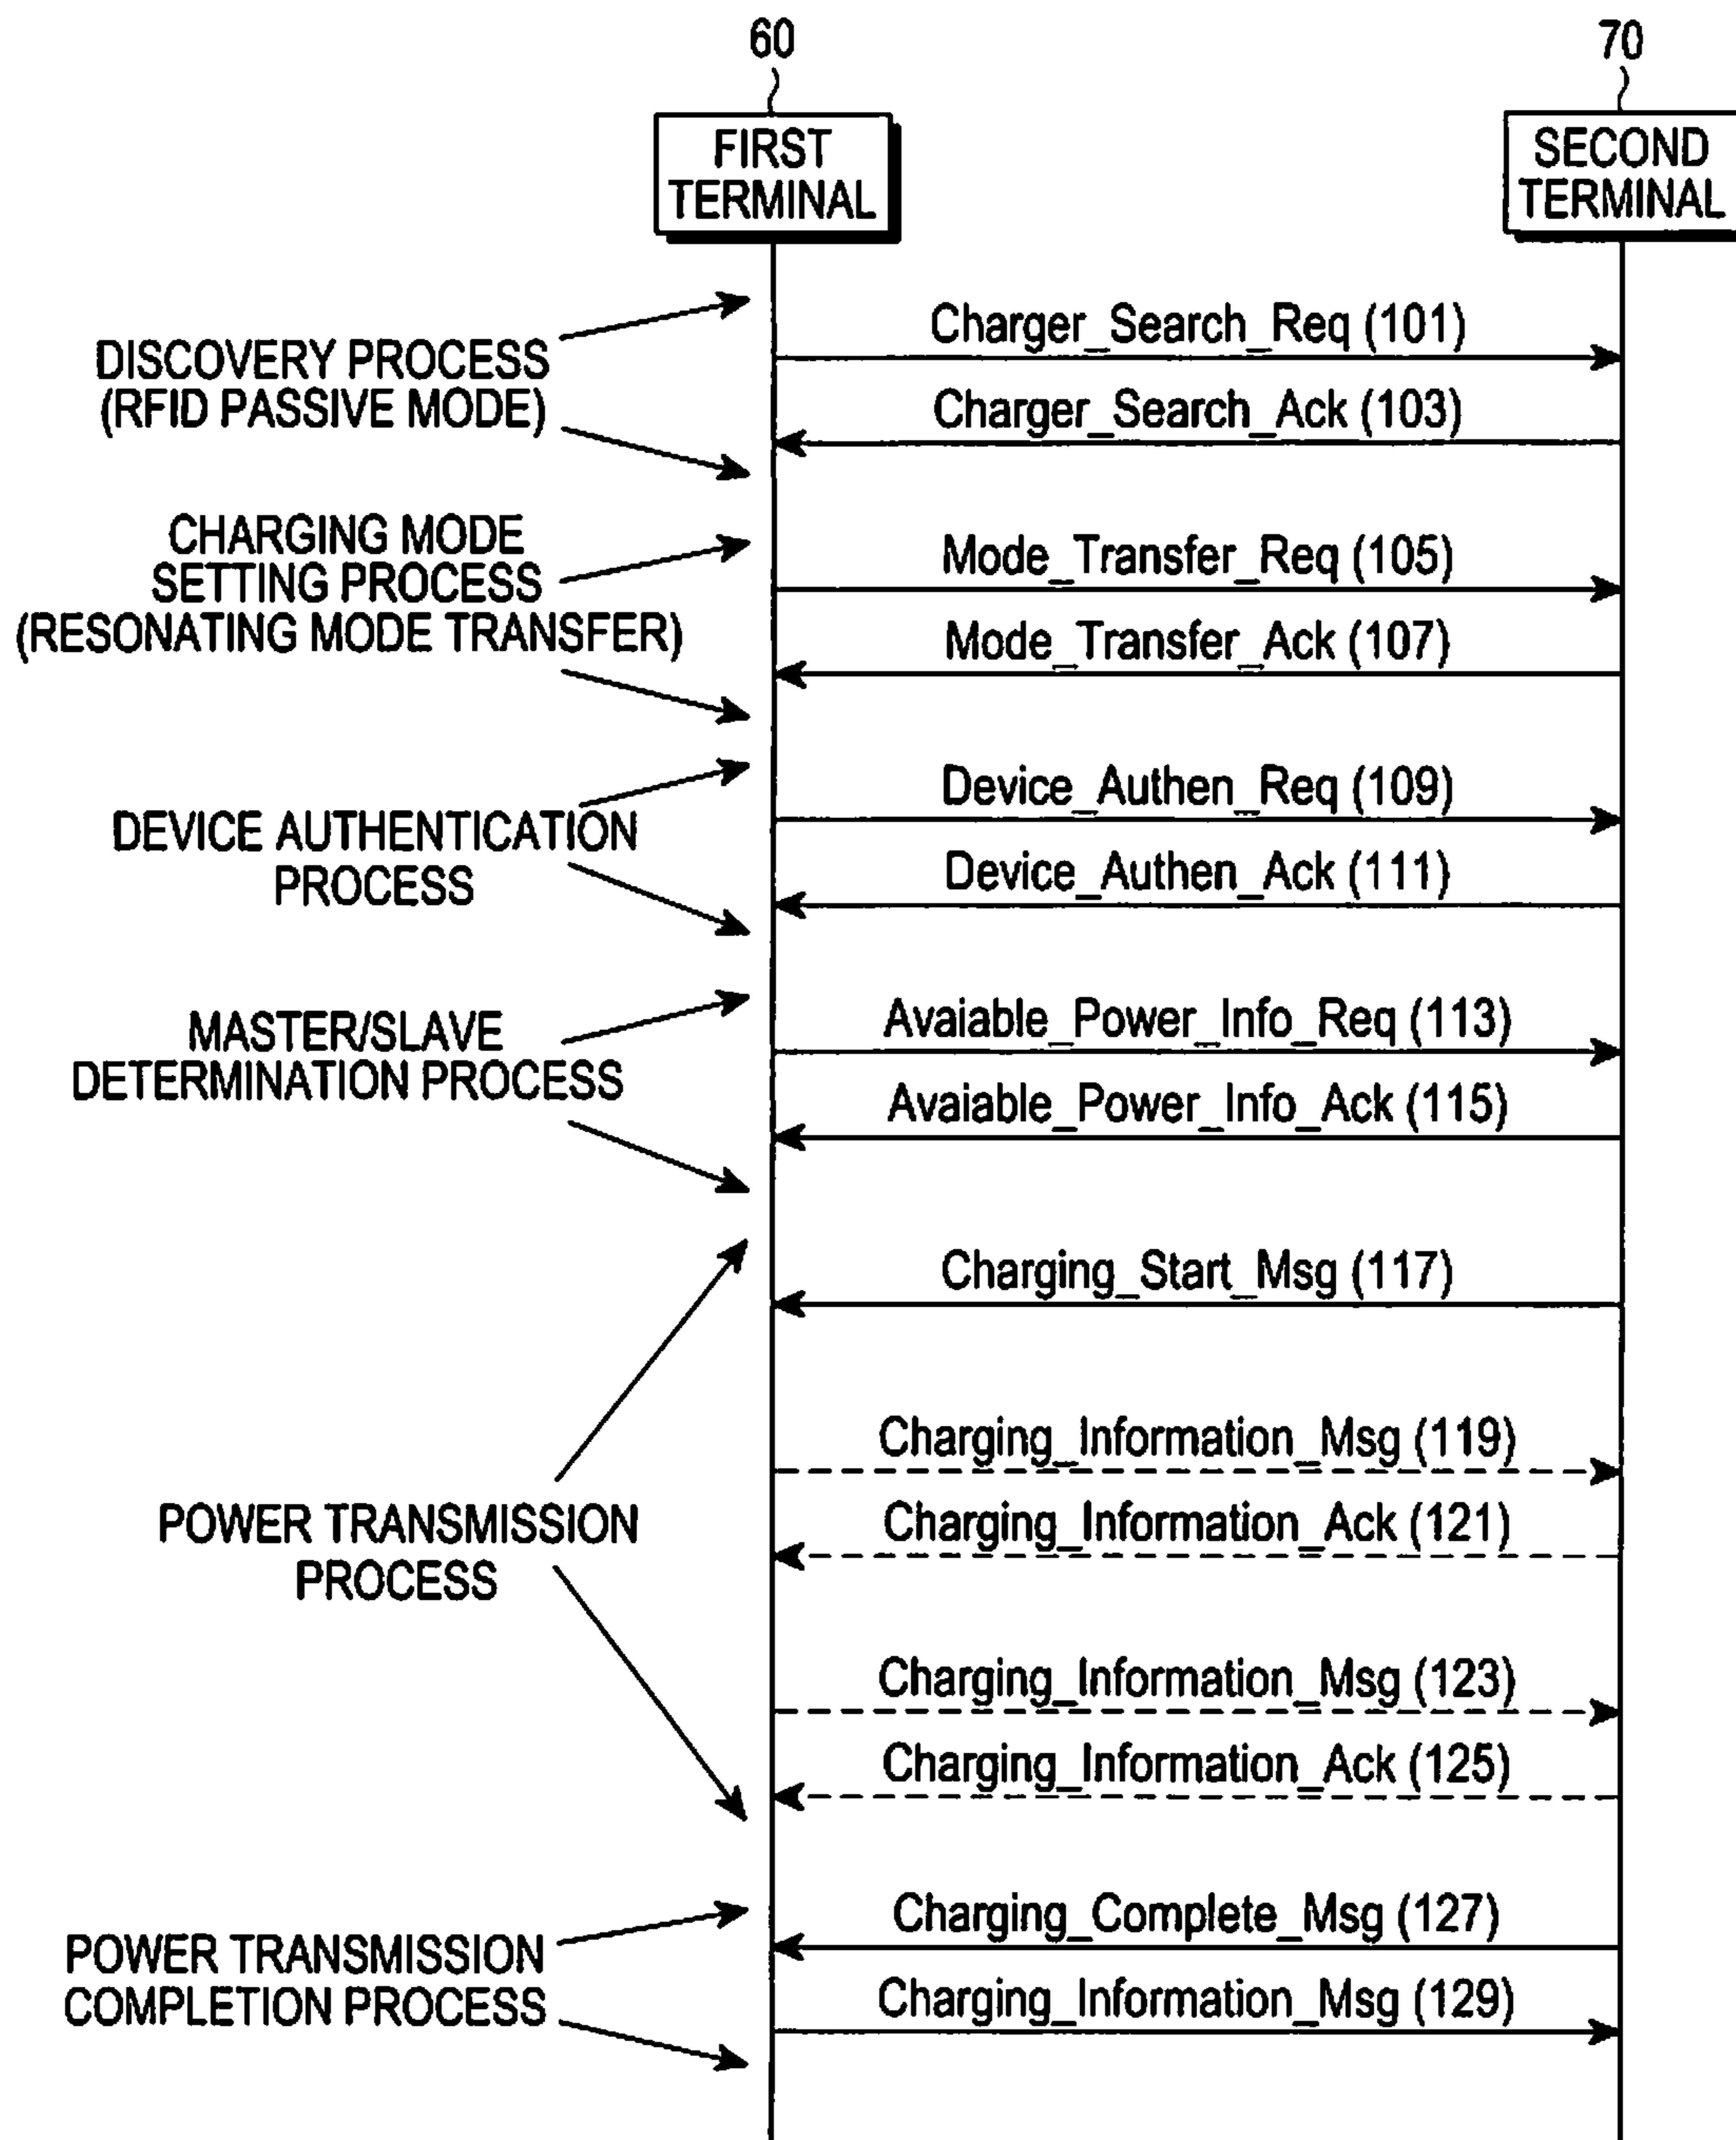 60
70
FIRST
TERMINAL
SECOND
TERMINAL
DISCOVERY PROCESS
(RFID PASSIVE MODE)
Charger_Search_Req (101)
Charger_Search_Ack (103)
CHARGING MODE
SETTING PROCESS
(RESONATING MODE TRANSFER)
Mode_Transfer_Req (105)
Mode_Transfer_Ack (107)
DEVICE AUTHENTICATION
PROCESS
Device_Authen_Req (109)
Device_Authen_Ack (111)
MASTER/SLAVE
DETERMINATION PROCESS
Avaiable_Power_Info_Req (113)
Avaiable_Power_Info_Ack (115)
POWER TRANSMISSION
PROCESS
Charging_Start_Msg (117)
Charging_Information_Msg (119)
Charging_Information_Ack (121)
Charging_Information_Msg (123)
Charging_Information_Ack (125)
POWER TRANSMISSION
COMPLETION PROCESS
Charging_Complete_Msg (127)
Charging_Information_Msg (129)